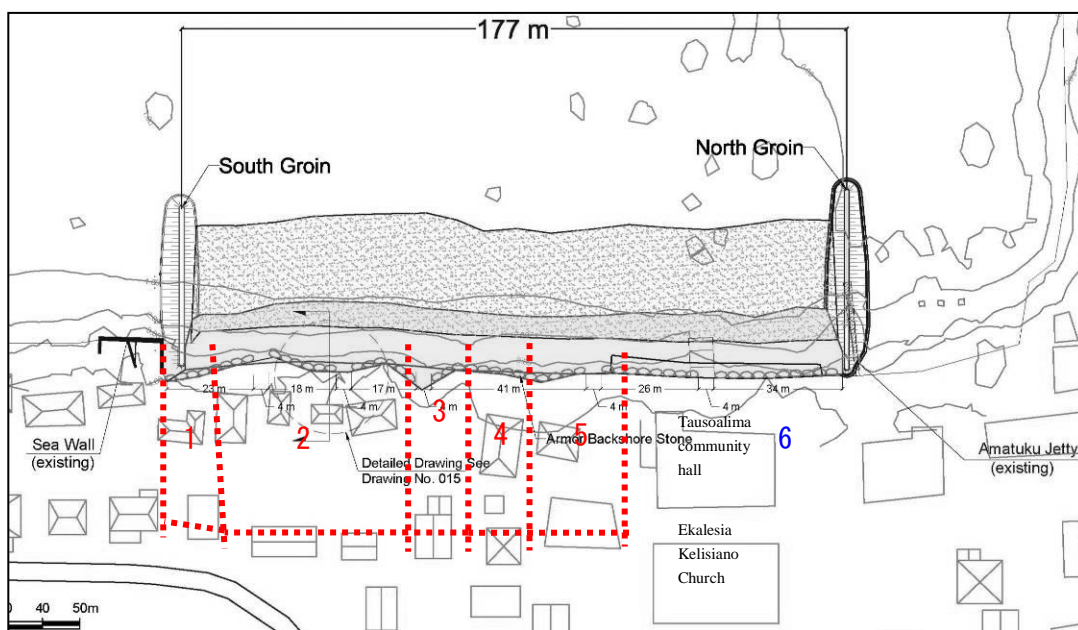 177 m
South Groin
North Groin
23 m
18 m
17 m
41 m
26 m
34 m
4 m
4 m
4 m
4 m
1
2
3
4
5
6
Sea Wall
(existing)
Armor Backshore Stone
Detailed Drawing See
Drawing No. 015
Tausoalima
community
hall
Amatuku Jetty
(existing)
Ekalesia
Kelisiano
Church
40 50m